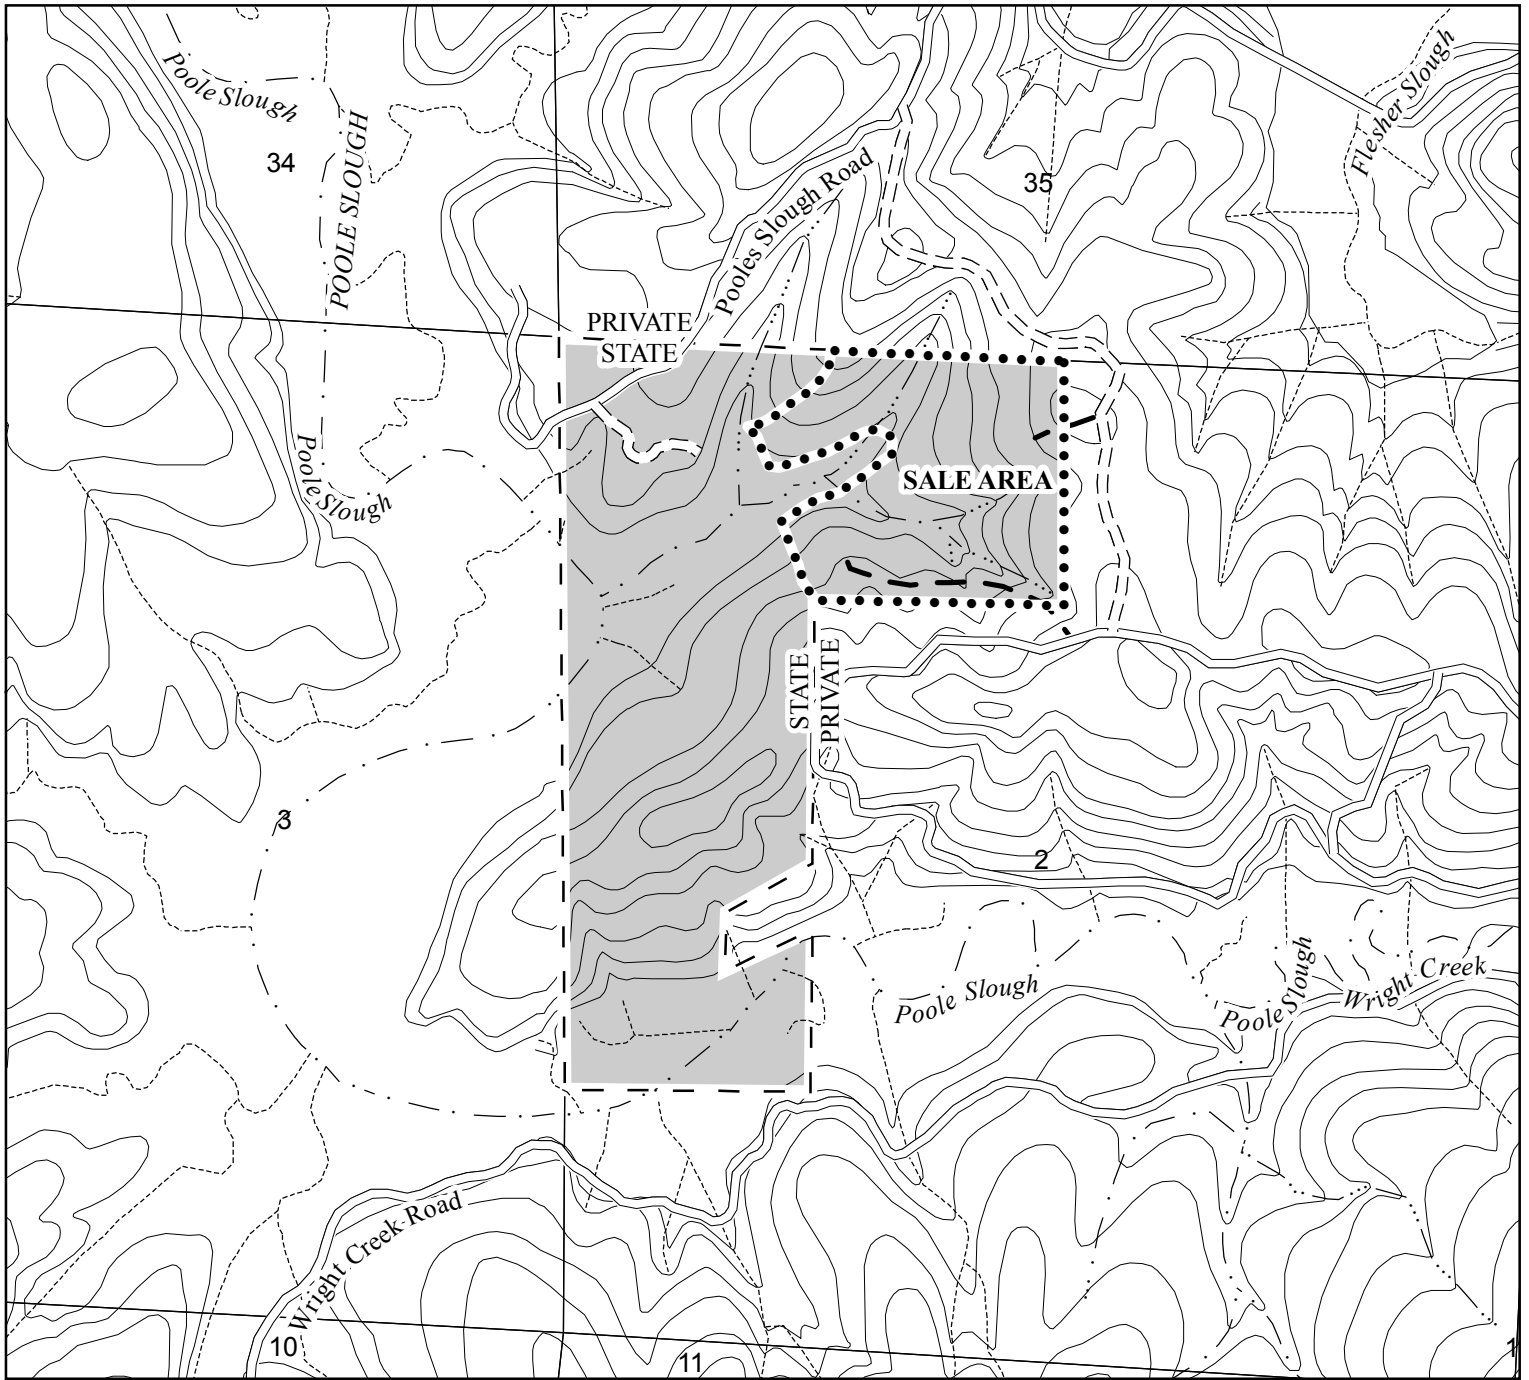 Poole Slough
34
POOLE SLOUGH
35
Flesher Slough
Pooles Slough Road
PRIVATE
STATE
Poole Slough
SALE AREA
STATE
PRIVATE
3
2
Poole Slough
Poole Slough
Wright Creek
Wright Creek Road
10
11
1